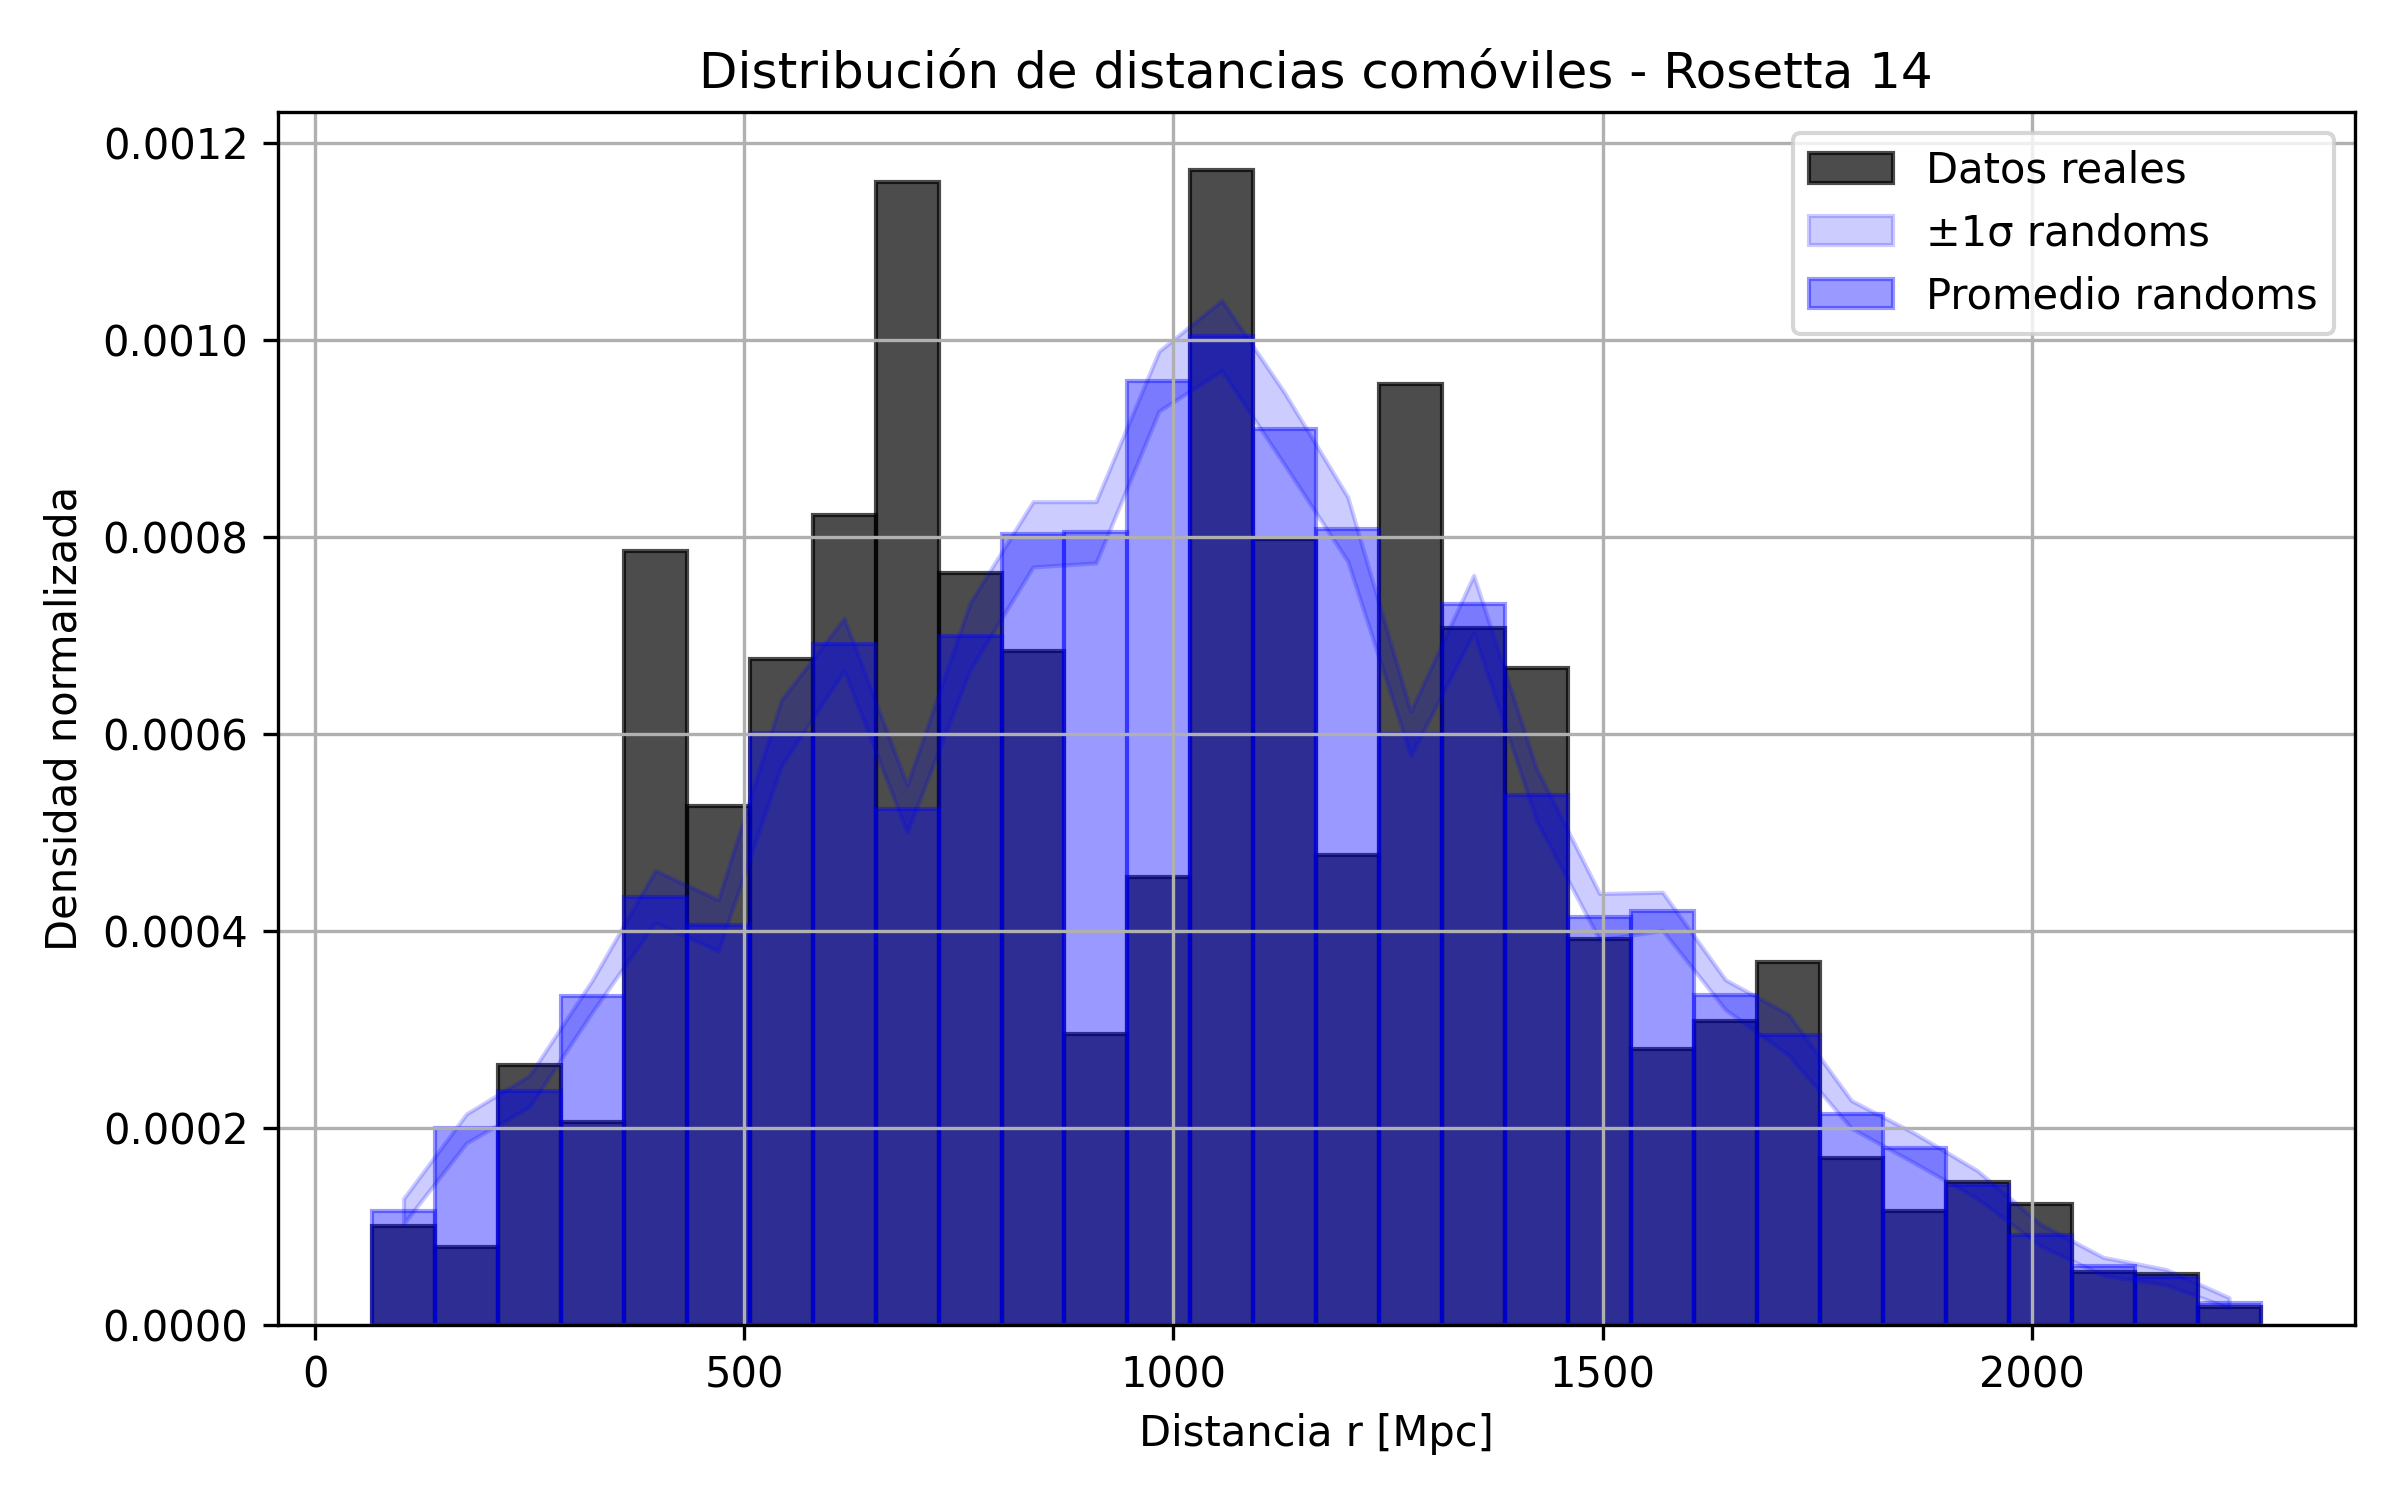 Distribución de distancias comóviles - Rosetta 14
Datos reales
±1σ randoms
Promedio randoms
Densidad normalizada
0.0012
0.0010
0.0008
0.0006
0.0004
0.0002
0.0000
0 500 1000 1500 2000
Distancia r [Mpc]